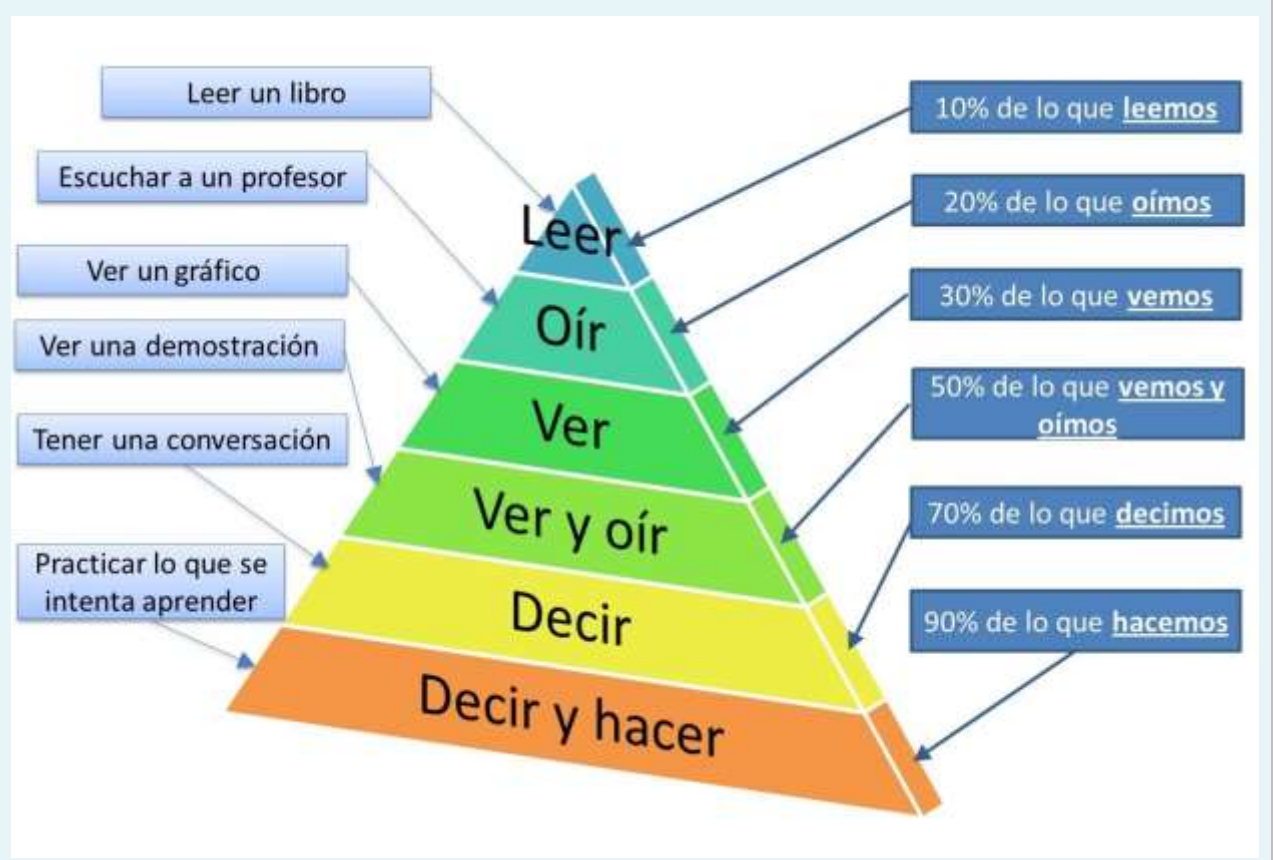 Leer un libro
Escuchar a un profesor
Ver un gráfico
Ver una demostración
Tener una conversación
Practicar lo que se
intenta aprender
Leer
Oír
Ver
Ver y oír
Decir
Decir y hacer
10% de lo que leemos
20% de lo que oímos
30% de lo que vemos
50% de lo que vemos y
oímos
70% de lo que decimos
90% de lo que hacemos